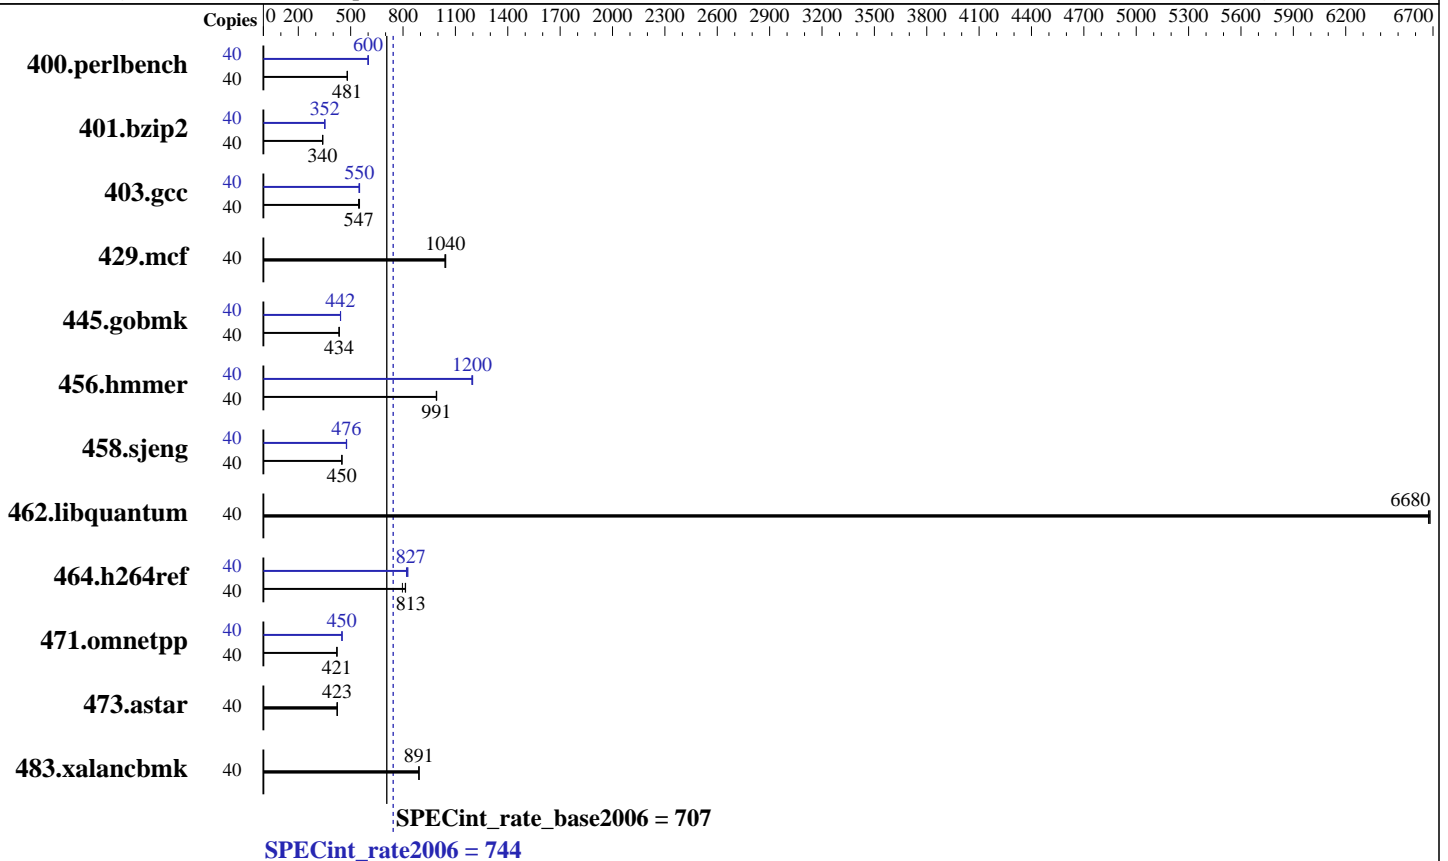 Copies 0 200 500 800 1100 1400 1700 2000 2300 2600 2900 3200 3500 3800 4100 4400 4700 5000 5300 5600 5900 6200 6700
400.perlbench 40 600
40 481
401.bzip2 40 352
40 340
403.gcc 40 550
40 547
429.mcf 40 1040
445.gobmk 40 442
40 434
456.hmmer 40 1200
40 991
458.sjeng 40 476
40 450
462.libquantum 40 6680
464.h264ref 40 827
40 813
471.omnetpp 40 450
40 421
473.astar 40 423
483.xalancbmk 40 891
SPECint_rate_base2006 = 707
SPECint_rate2006 = 744